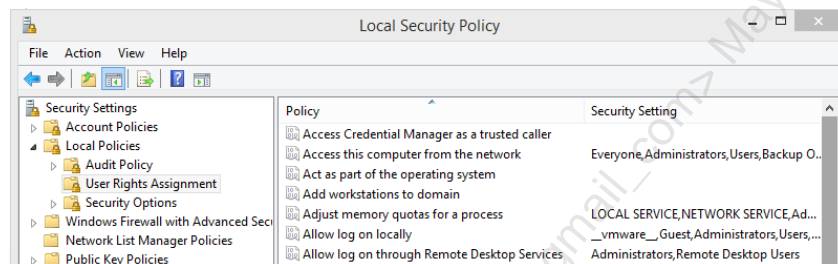 Local Security Policy
File Action View Help
Security Settings
Account Policies
Local Policies
Audit Policy
User Rights Assignment
Security Options
Windows Firewall with Advanced Secu
Network List Manager Policies
Public Key Policies
Policy Security Setting
Access Credential Manager as a trusted caller
Access this computer from the network Everyone,Administrators,Users,Backup O...
Act as part of the operating system
Add workstations to domain
Adjust memory quotas for a process LOCAL SERVICE,NETWORK SERVICE,Ad...
Allow log on locally __vmware__,Guest,Administrators,Users,...
Allow log on through Remote Desktop Services Administrators,Remote Desktop Users
gmail_com> May